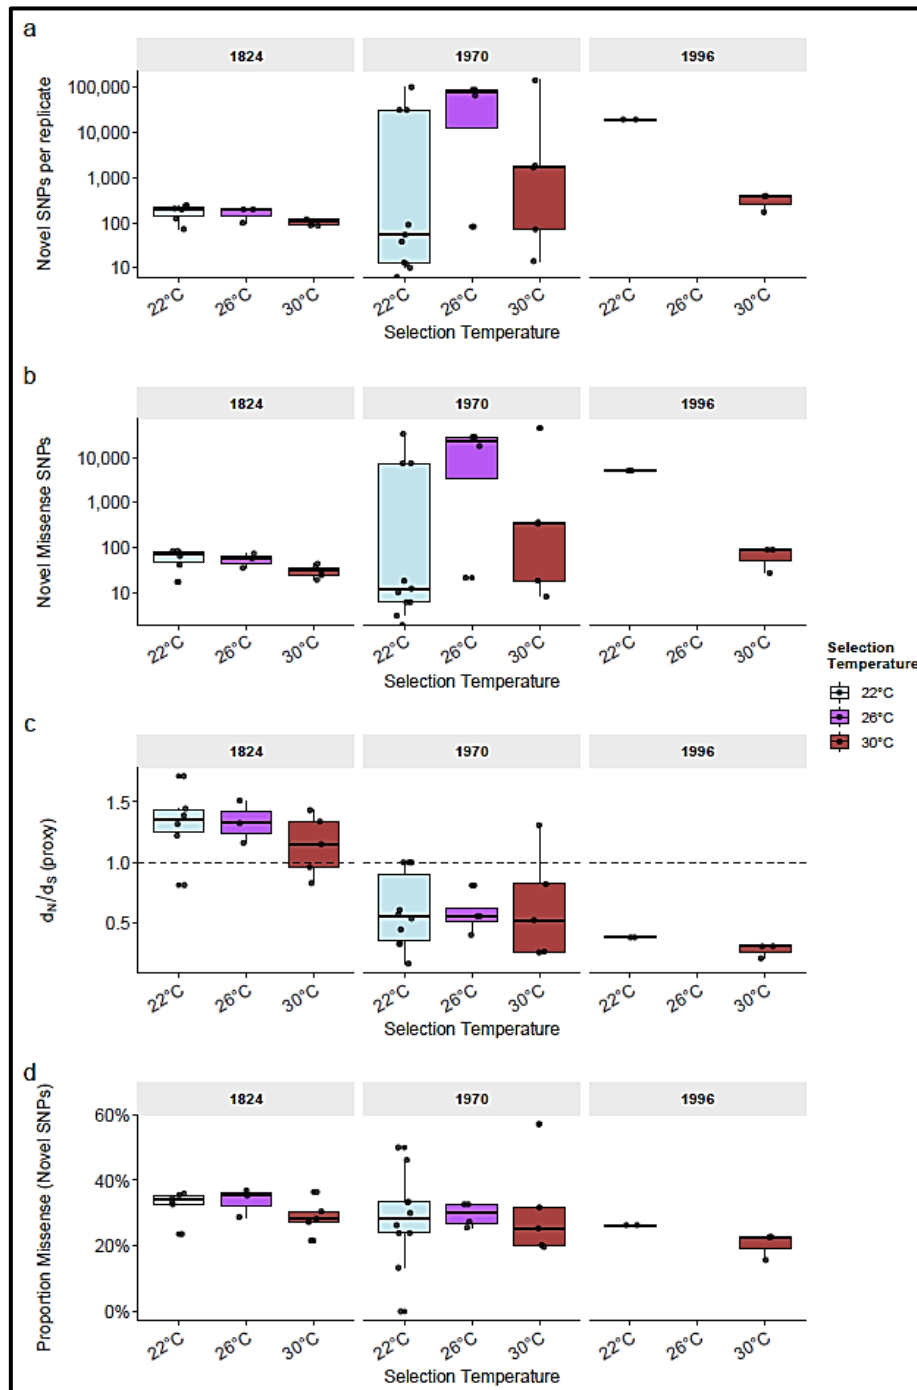 a
1824 1970 1996
Novel SNPs per replicate
100,000
10,000
1,000
100
10
22°C 26°C 30°C 22°C 26°C 30°C 22°C 26°C 30°C
Selection Temperature
b
1824 1970 1996
Novel Missense SNPs
10,000
1,000
100
10
22°C 26°C 30°C 22°C 26°C 30°C 22°C 26°C 30°C
Selection Temperature
Selection
Temperature
22°C
26°C
30°C
c
1824 1970 1996
dN/dS (proxy)
1.5
1.0
0.5
22°C 26°C 30°C 22°C 26°C 30°C 22°C 26°C 30°C
Selection Temperature
d
1824 1970 1996
Proportion Missense (Novel SNPs)
60%
40%
20%
0%
22°C 26°C 30°C 22°C 26°C 30°C 22°C 26°C 30°C
Selection Temperature